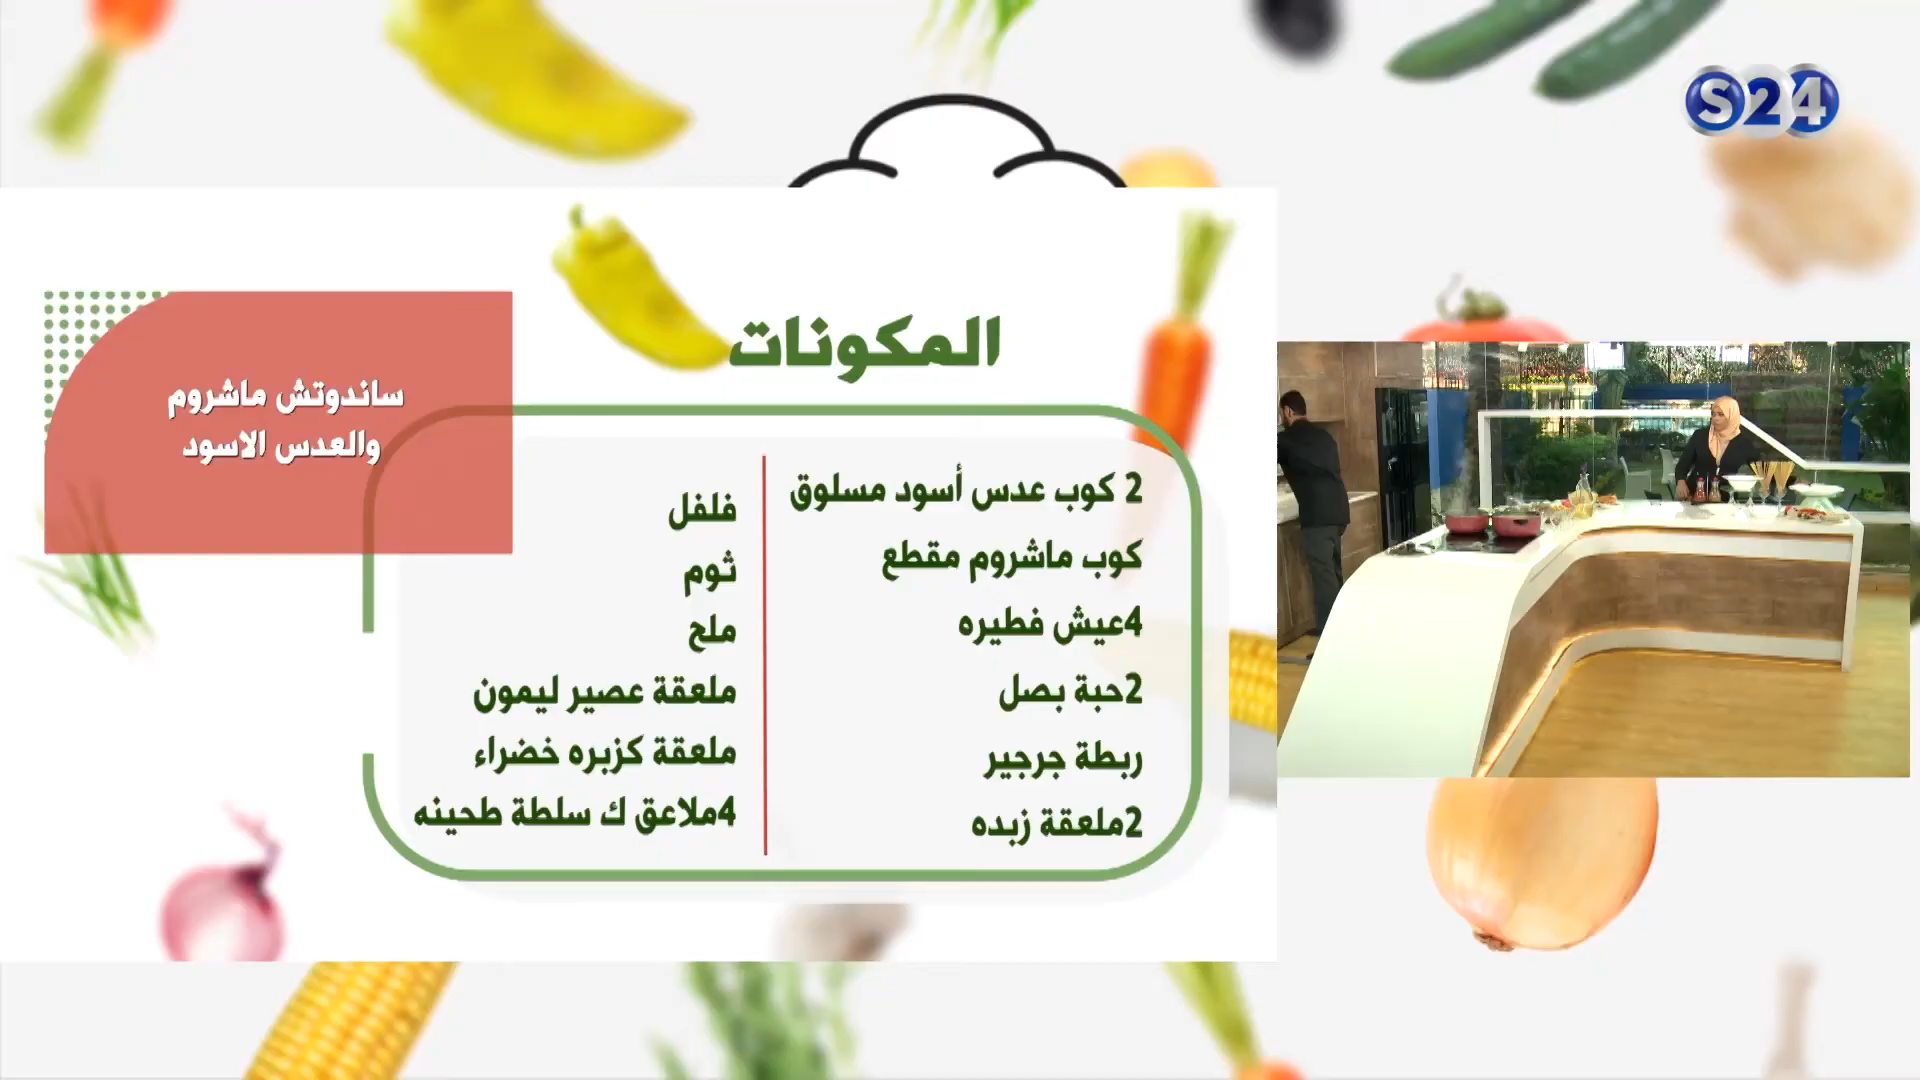 S24
المكونات
ساندوتش ماشروم
والعدس الاسود
2 كوب عدس أسود مسلوق
كوب ماشروم مقطع
4عيش فطيره
2حبة بصل
ربطة جرجير
2ملعقة زبده
فلفل
ثوم
ملح
ملعقة عصير ليمون
ملعقة كزبره خضراء
4ملاعق ك سلطة طحينه